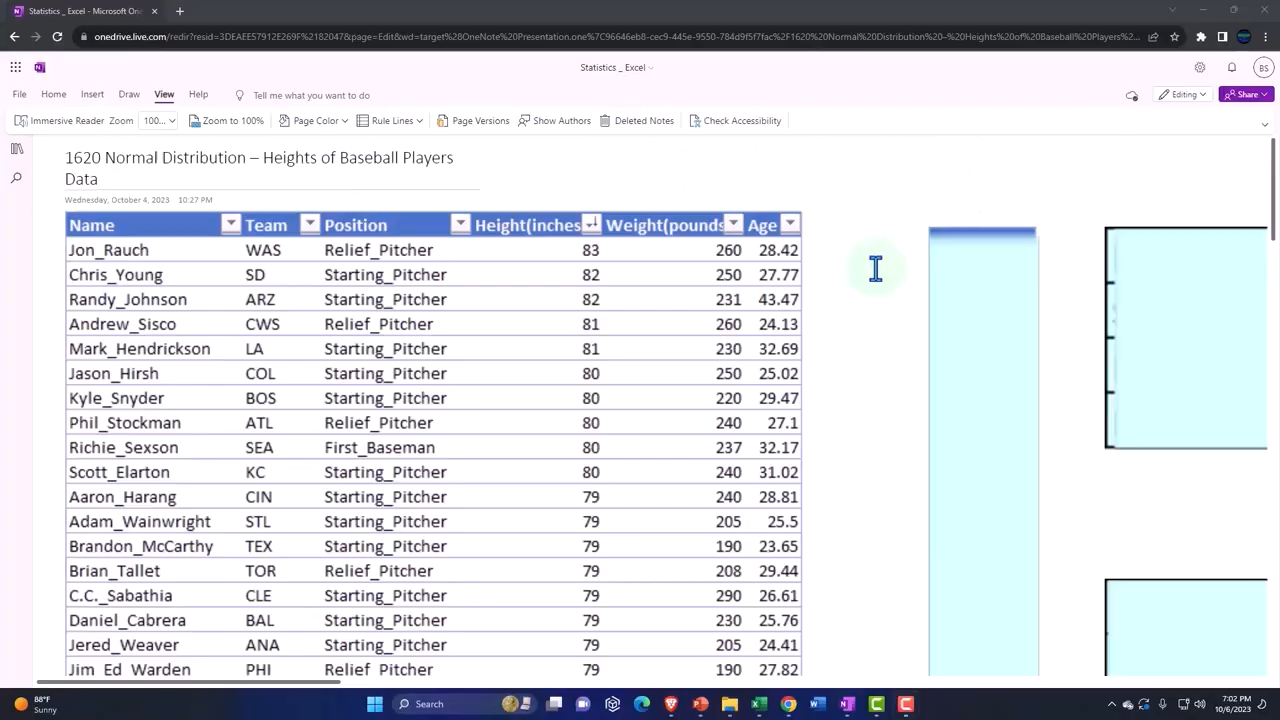 Statistics _ Excel - Microsoft One
onedrive.live.com/redir?resid=3DEAEE57912E269F%2182047&page=Edit&wd=target%28OneNote%20Presentation.one%7C96646eb8-cec9-445e-9550-784d9f5f7fac%2F1620%20Normal%20Distribution%20~%20Heights%20of%20Baseball%20Players%...
Statistics _ Excel
BS
File Home Insert Draw View Help Tell me what you want to do
Editing Share
Immersive Reader Zoom 100... Zoom to 100% Page Color Rule Lines Page Versions Show Authors Deleted Notes Check Accessibility
1620 Normal Distribution – Heights of Baseball Players
Data
Wednesday, October 4, 2023 10:27 PM
Name Team Position Height(inches Weight(pounds Age
Jon_Rauch WAS Relief_Pitcher 83 260 28.42
Chris_Young SD Starting_Pitcher 82 250 27.77
Randy_Johnson ARZ Starting_Pitcher 82 231 43.47
Andrew_Sisco CWS Relief_Pitcher 81 260 24.13
Mark_Hendrickson LA Starting_Pitcher 81 230 32.69
Jason_Hirsh COL Starting_Pitcher 80 250 25.02
Kyle_Snyder BOS Starting_Pitcher 80 220 29.47
Phil_Stockman ATL Relief_Pitcher 80 240 27.1
Richie_Sexson SEA First_Baseman 80 237 32.17
Scott_Elarton KC Starting_Pitcher 80 240 31.02
Aaron_Harang CIN Starting_Pitcher 79 240 28.81
Adam_Wainwright STL Starting_Pitcher 79 205 25.5
Brandon_McCarthy TEX Starting_Pitcher 79 190 23.65
Brian_Tallet TOR Relief_Pitcher 79 208 29.44
C.C._Sabathia CLE Starting_Pitcher 79 290 26.61
Daniel_Cabrera BAL Starting_Pitcher 79 230 25.76
Jered_Weaver ANA Starting_Pitcher 79 205 24.41
Jim_Ed_Warden PHI Relief_Pitcher 79 190 27.82
88°F
Sunny
Search
7:02 PM
10/6/2023